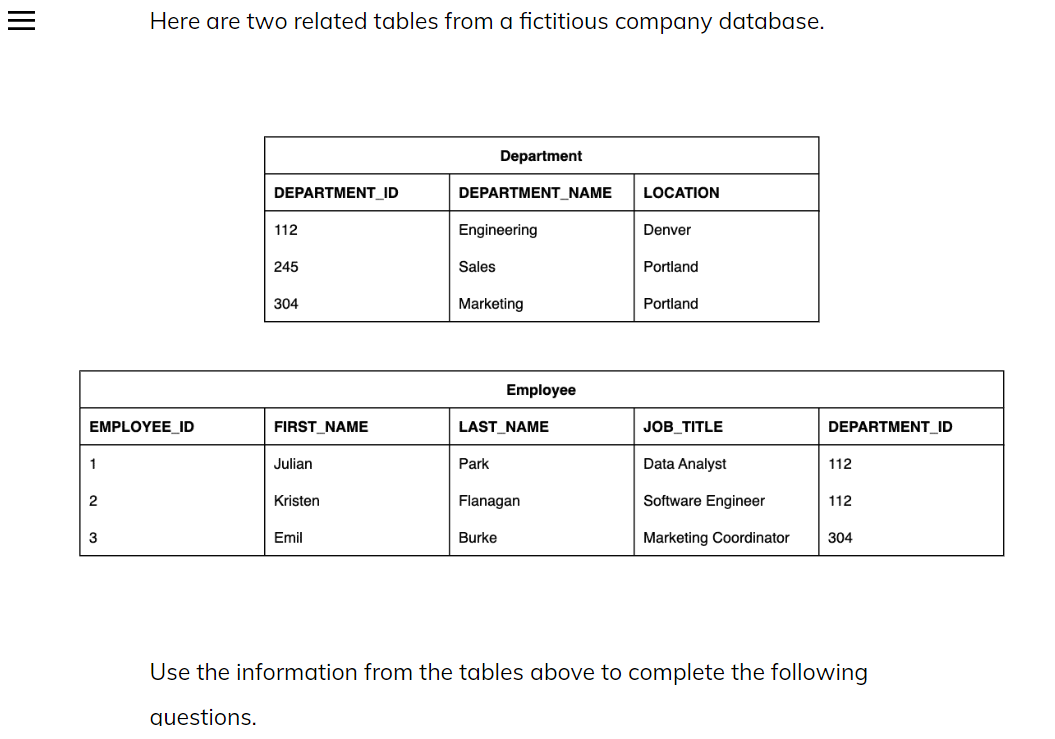 Here are two related tables from a fictitious company database.
Department
DEPARTMENT_ID DEPARTMENT_NAME LOCATION
112 Engineering Denver
245 Sales Portland
304 Marketing Portland
Employee
EMPLOYEE_ID FIRST_NAME LAST_NAME JOB_TITLE DEPARTMENT_ID
1 Julian Park Data Analyst 112
2 Kristen Flanagan Software Engineer 112
3 Emil Burke Marketing Coordinator 304
Use the information from the tables above to complete the following
questions.